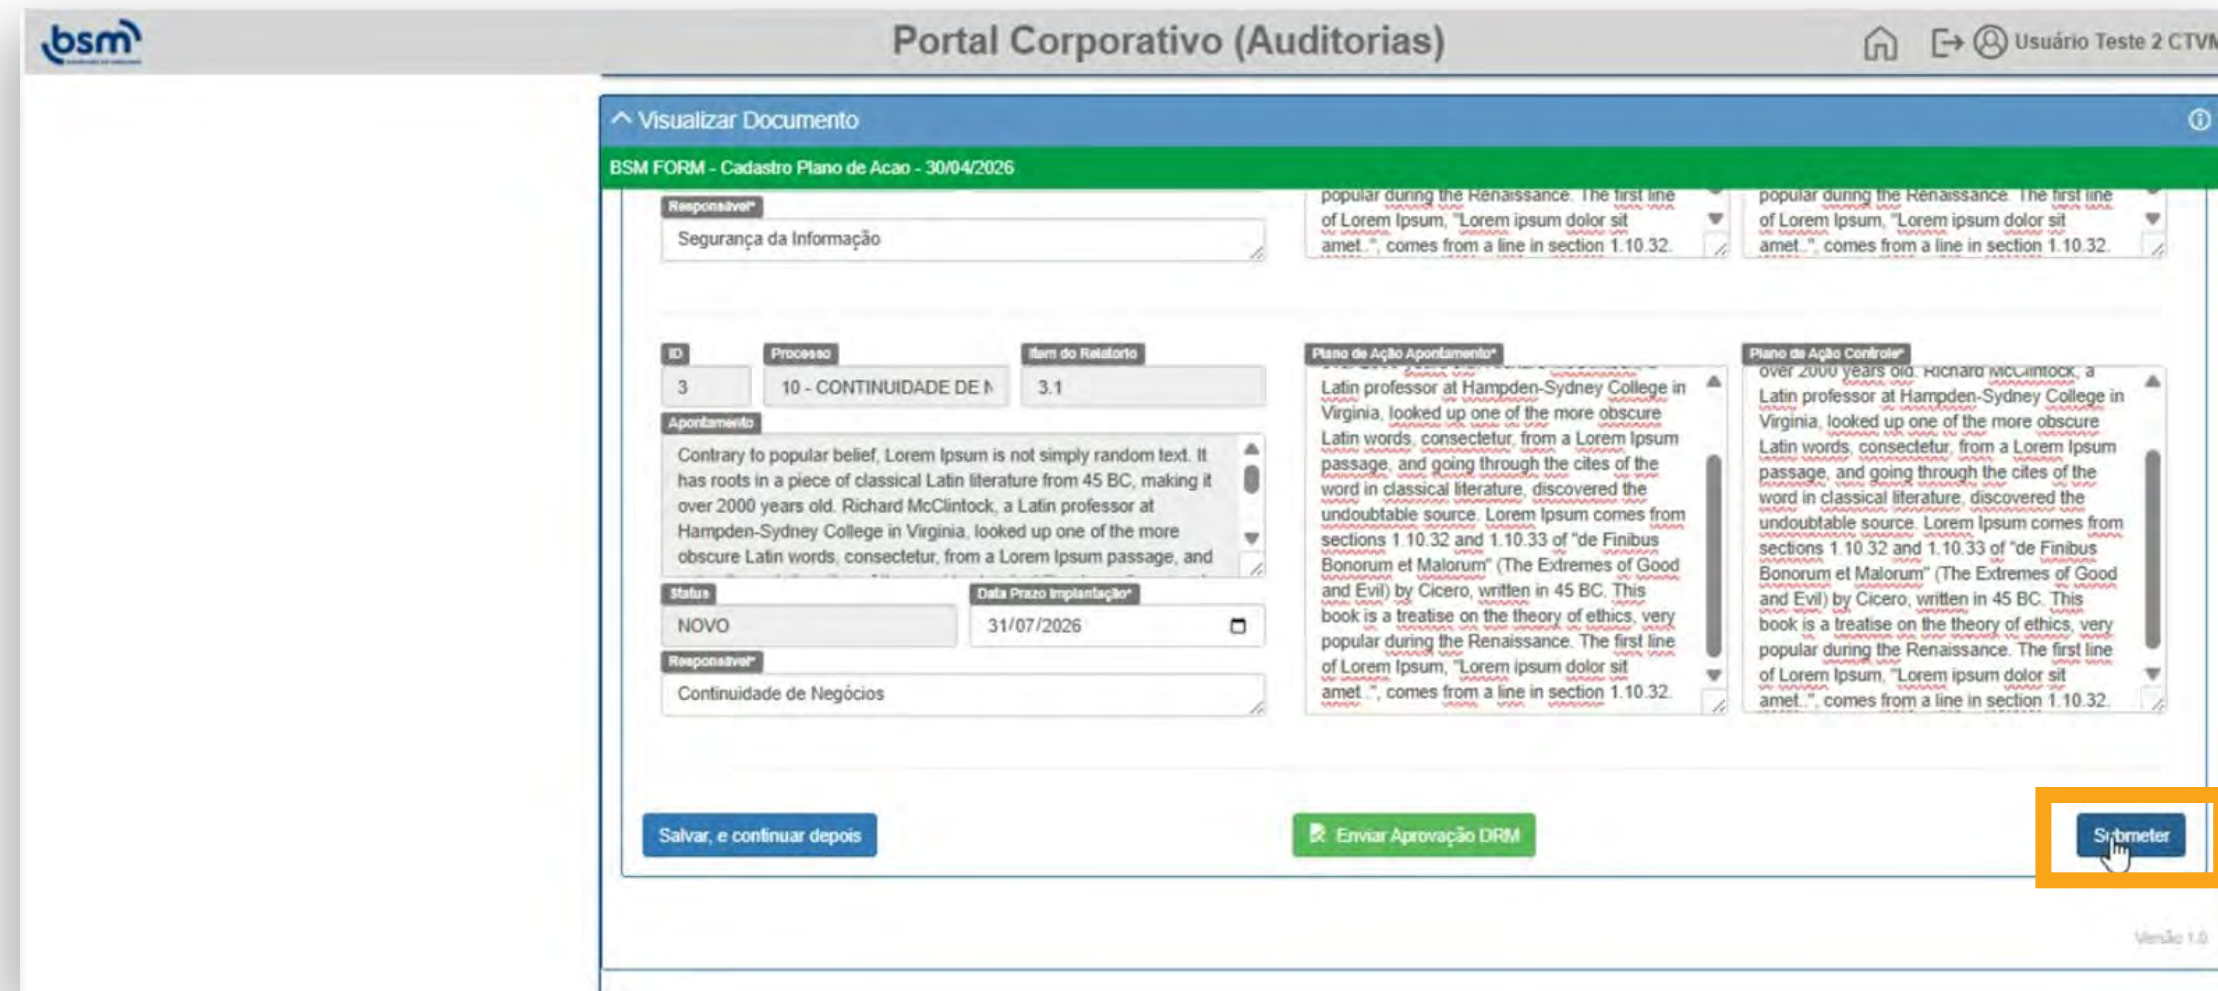 bsm
Portal Corporativo (Auditorias)
Usuário Teste 2 CTVM
Visualizar Documento
BSM FORM - Cadastro Plano de Acao - 30/04/2026
Responsável*
Segurança da Informação
popular during the Renaissance. The first line
of Lorem Ipsum, "Lorem ipsum dolor sit
amet..", comes from a line in section 1.10.32.
popular during the Renaissance. The first line
of Lorem Ipsum, "Lorem ipsum dolor sit
amet..", comes from a line in section 1.10.32.
ID
3
Processo
10 - CONTINUIDADE DE N
Item do Relatorio
3.1
Apontamento
Contrary to popular belief, Lorem Ipsum is not simply random text. It
has roots in a piece of classical Latin literature from 45 BC, making it
over 2000 years old. Richard McClintock, a Latin professor at
Hampden-Sydney College in Virginia, looked up one of the more
obscure Latin words, consectetur, from a Lorem Ipsum passage, and
Status
NOVO
Data Prazo Implantação*
31/07/2026
Responsável*
Continuidade de Negócios
Plano de Ação Apontamento*
Latin professor at Hampden-Sydney College in
Virginia, looked up one of the more obscure
Latin words, consectetur, from a Lorem Ipsum
passage, and going through the cites of the
word in classical literature, discovered the
undoubtable source. Lorem Ipsum comes from
sections 1.10.32 and 1.10.33 of "de Finibus
Bonorum et Malorum" (The Extremes of Good
and Evil) by Cicero, written in 45 BC. This
book is a treatise on the theory of ethics, very
popular during the Renaissance. The first line
of Lorem Ipsum, "Lorem ipsum dolor sit
amet..", comes from a line in section 1.10.32.
Plano de Ação Controle*
over 2000 years old. Richard McClintock, a
Latin professor at Hampden-Sydney College in
Virginia, looked up one of the more obscure
Latin words, consectetur, from a Lorem Ipsum
passage, and going through the cites of the
word in classical literature, discovered the
undoubtable source. Lorem Ipsum comes from
sections 1.10.32 and 1.10.33 of "de Finibus
Bonorum et Malorum" (The Extremes of Good
and Evil) by Cicero, written in 45 BC. This
book is a treatise on the theory of ethics, very
popular during the Renaissance. The first line
of Lorem Ipsum, "Lorem ipsum dolor sit
amet..", comes from a line in section 1.10.32.
Salvar, e continuar depois
Enviar Aprovação DRM
Submeter
Versão 1.0